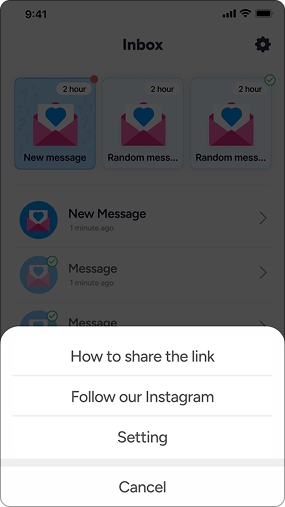 9:41
Inbox
2 hour
2 hour
2 hour
New message
Random mess...
Random mess...
New Message
1 minute ago
Message
1 minute ago
Message
How to share the link
Follow our Instagram
Setting
Cancel